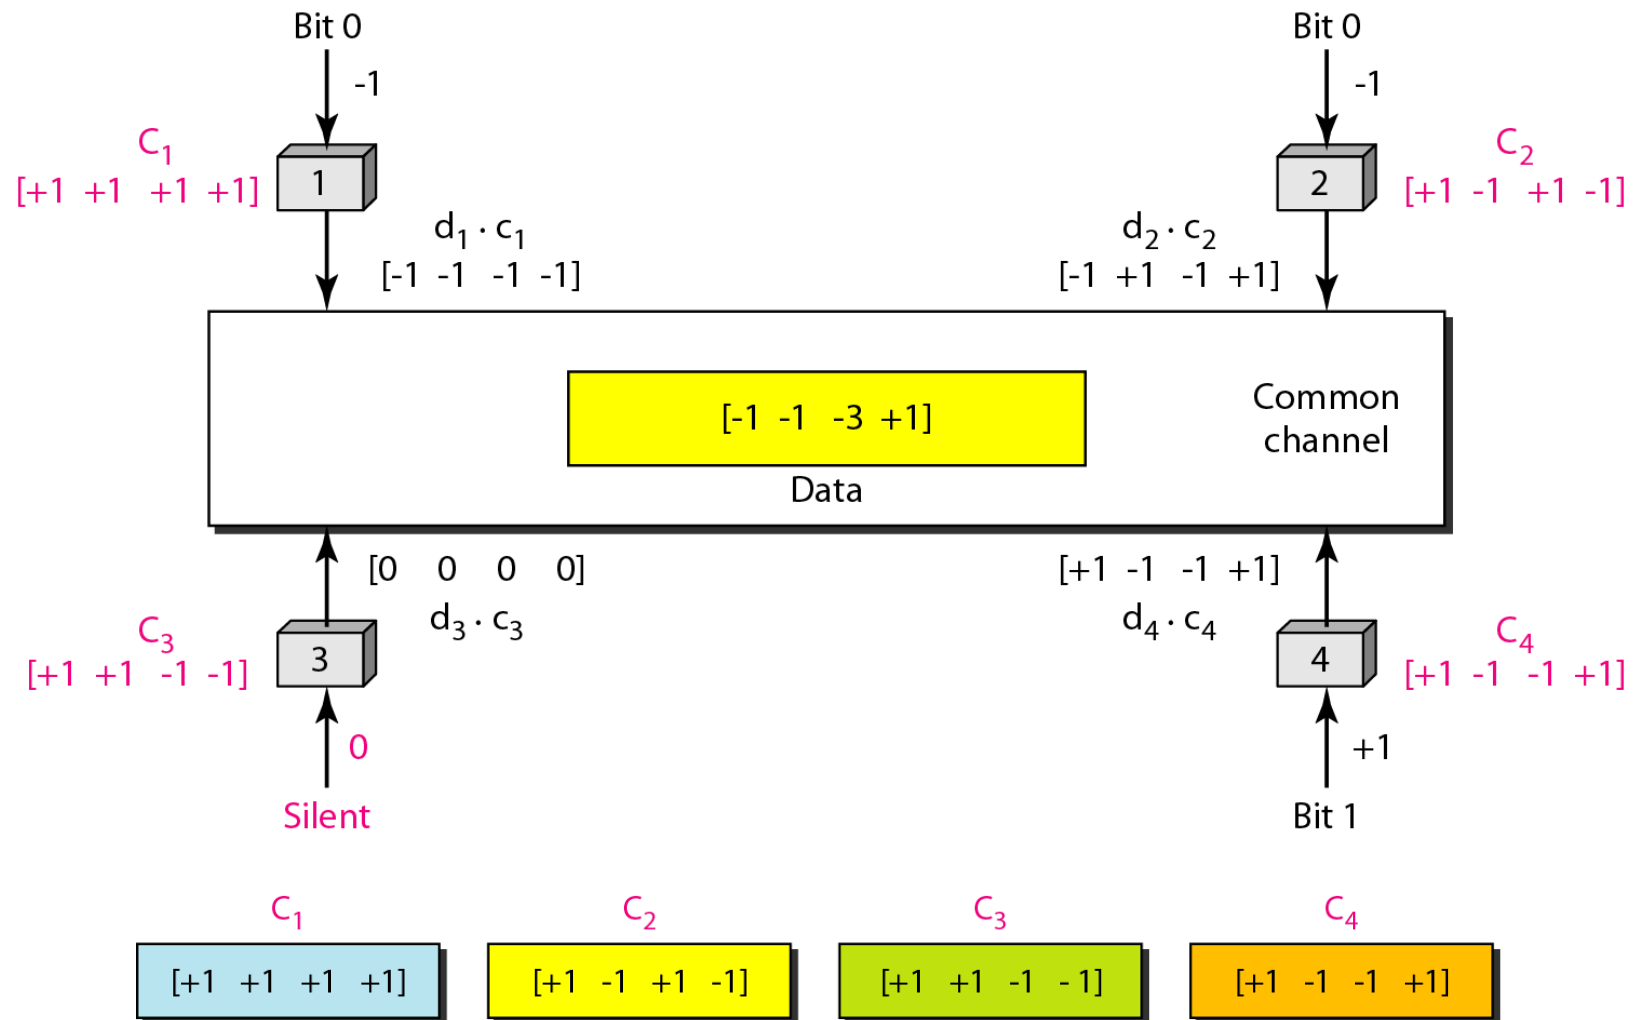 Bit 0
Bit 0
-1
-1
C1
[+1 +1 +1 +1]
1
2
C2
[+1 -1 +1 -1]
d1 . c1
[-1 -1 -1 -1]
d2 . c2
[-1 +1 -1 +1]
[-1 -1 -3 +1]
Data
Common
channel
[0 0 0 0]
d3 . c3
[+1 -1 -1 +1]
d4 . c4
C3
[+1 +1 -1 -1]
3
4
C4
[+1 -1 -1 +1]
0
+1
Silent
Bit 1
C1
C2
C3
C4
[+1 +1 +1 +1]
[+1 -1 +1 -1]
[+1 +1 -1 - 1]
[+1 -1 -1 +1]